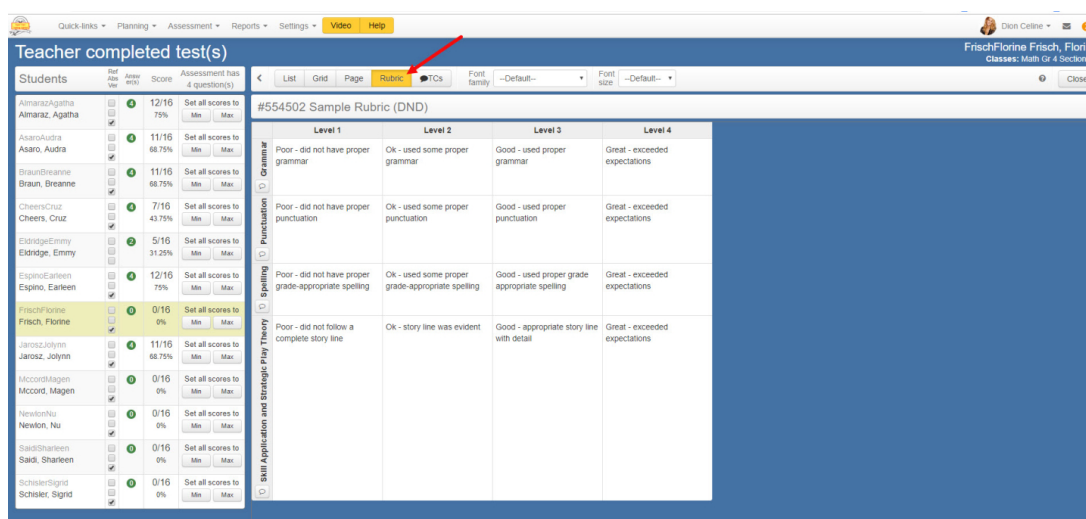 Quick-links Planning Assessment Reports Settings Video Help Dion Celine
Teacher completed test(s)
FrischFlorine Frisch, Flori
Classes: Math Gr 4 Section
Students Ref Abs Ver Answer(s) Score Assessment has 4 question(s)
List Grid Page Rubric TCs Font family --Default-- Font size --Default-- Close
AlmarazAgatha 4 12/16 Set all scores to
Almaraz, Agatha 75% Min Max
AsaroAudra 4 11/16 Set all scores to
Asaro, Audra 68.75% Min Max
BraunBreanne 4 11/16 Set all scores to
Braun, Breanne 68.75% Min Max
CheersCruz 4 7/16 Set all scores to
Cheers, Cruz 43.75% Min Max
EldridgeEmmy 2 5/16 Set all scores to
Eldridge, Emmy 31.25% Min Max
EspinoEarleen 4 12/16 Set all scores to
Espino, Earleen 75% Min Max
FrischFlorine 0 0/16 Set all scores to
Frisch, Florine 0% Min Max
JaroszJolynn 4 11/16 Set all scores to
Jarosz, Jolynn 68.75% Min Max
MccordMagen 0 0/16 Set all scores to
Mccord, Magen 0% Min Max
NewlonNu 0 0/16 Set all scores to
Newlon, Nu 0% Min Max
SaidiSharleen 0 0/16 Set all scores to
Saidi, Sharleen 0% Min Max
SchislerSigrid 0 0/16 Set all scores to
Schisler, Sigrid 0% Min Max
#554502 Sample Rubric (DND)
Level 1 Level 2 Level 3 Level 4
Grammar
Poor - did not have proper grammar
Ok - used some proper grammar
Good - used proper grammar
Great - exceeded expectations
Punctuation
Poor - did not have proper punctuation
Ok - used some proper punctuation
Good - used proper punctuation
Great - exceeded expectations
Spelling
Poor - did not have proper grade-appropriate spelling
Ok - used some proper grade-appropriate spelling
Good - used proper grade appropriate spelling
Great - exceeded expectations
Skill Application and Strategic Play Theory
Poor - did not follow a complete story line
Ok - story line was evident
Good - appropriate story line with detail
Great - exceeded expectations